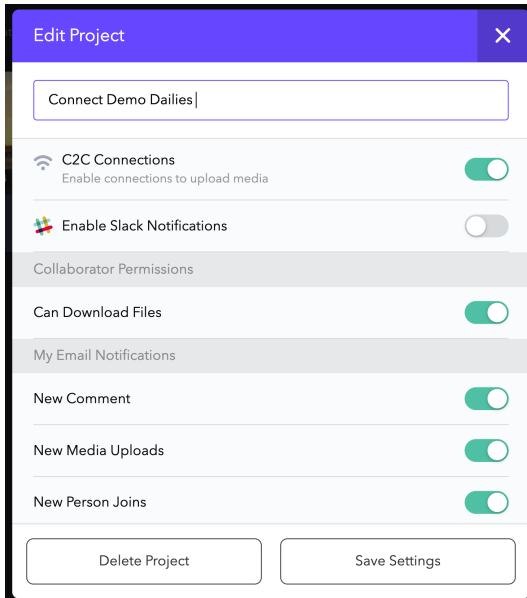 Edit Project
Connect Demo Dailies
C2C Connections
Enable connections to upload media
Enable Slack Notifications
Collaborator Permissions
Can Download Files
My Email Notifications
New Comment
New Media Uploads
New Person Joins
Delete Project Save Settings